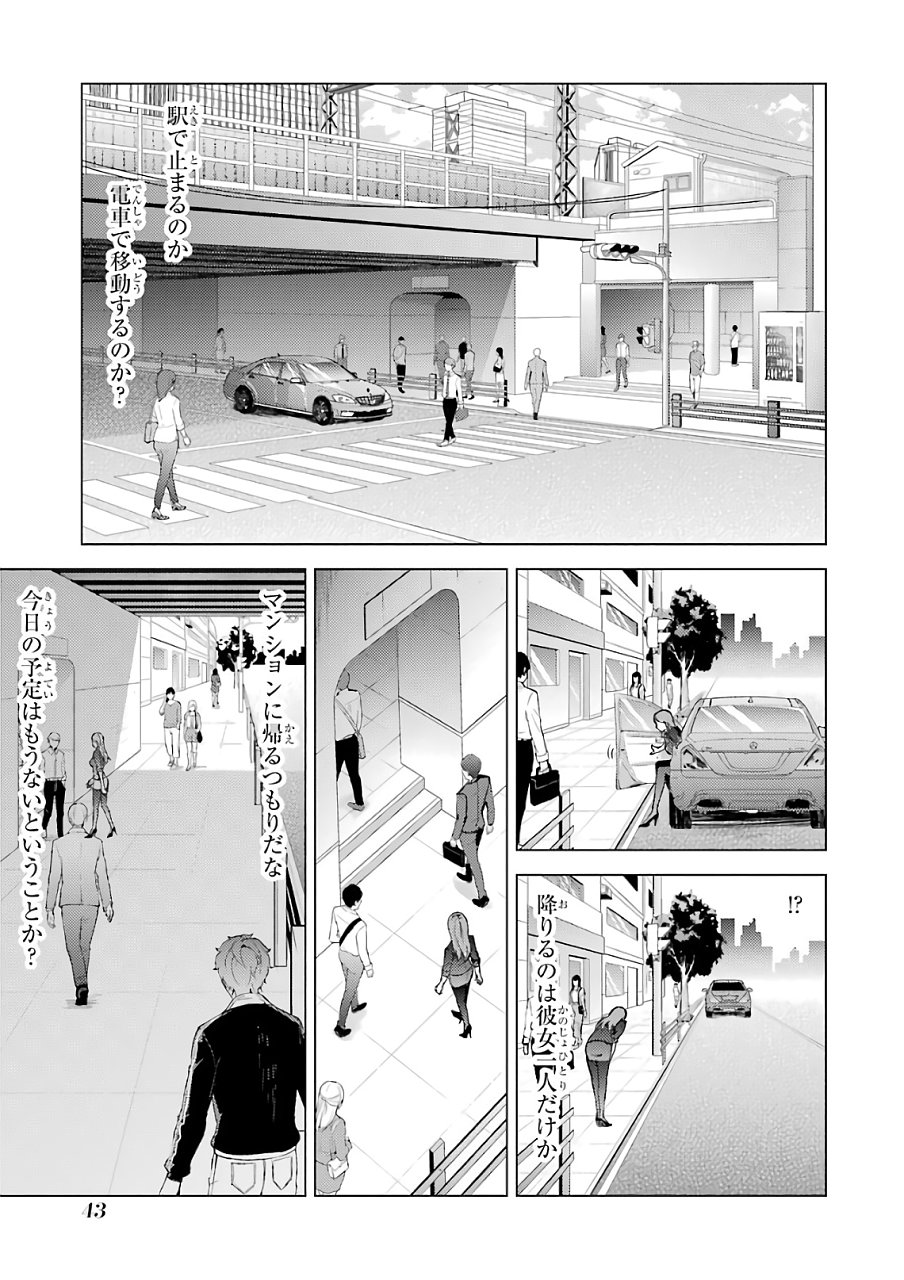 駅で止まるのか
電車で移動するのか？
!?
降りるのは彼女一人だけか
マンションに帰るつもりだな
今日の予定はもうないということか？
43